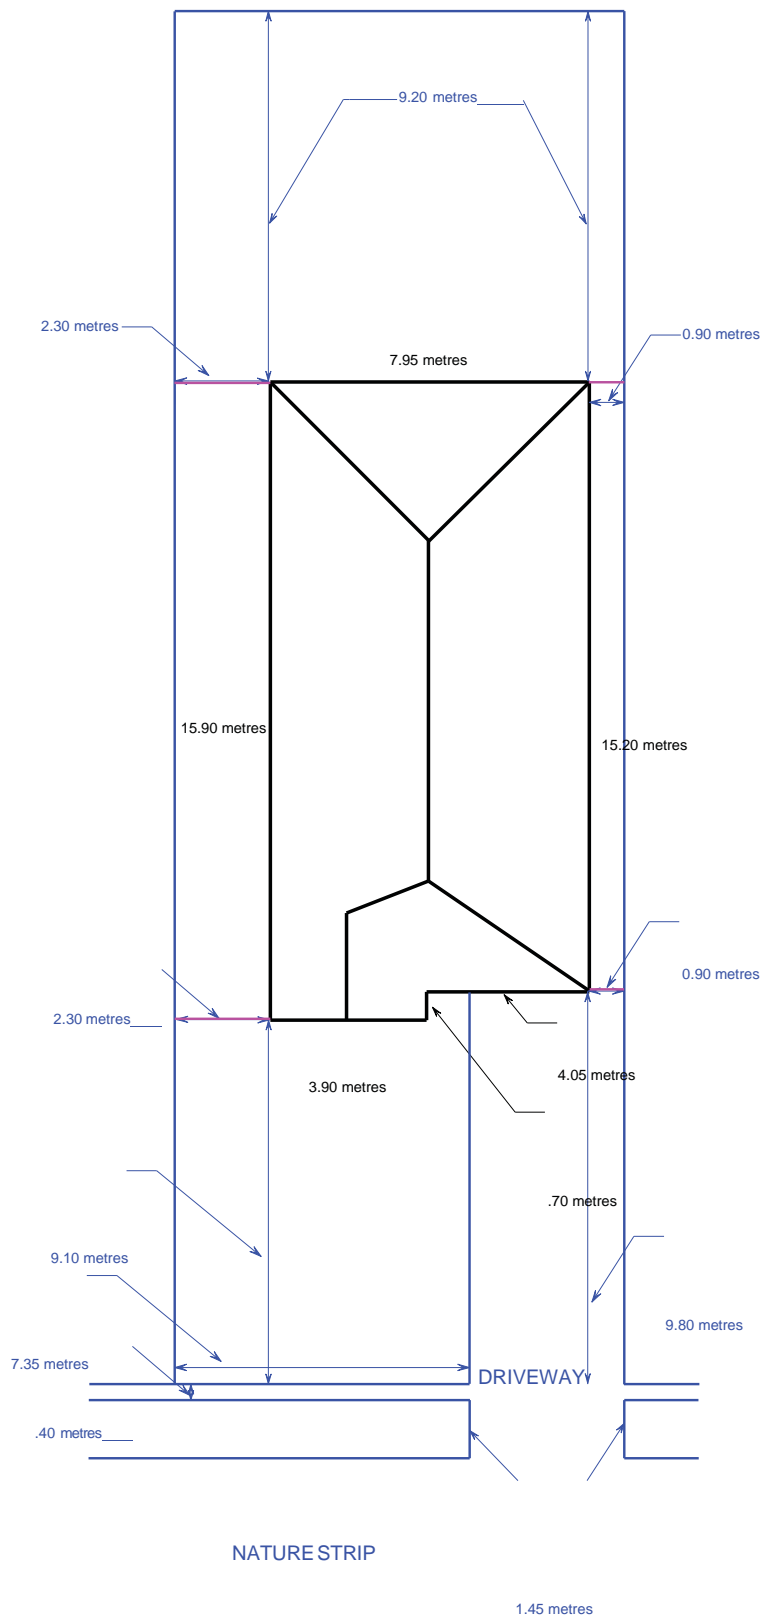 9.20 metres
2.30 metres
0.90 metres
7.95 metres
15.90 metres
15.20 metres
0.90 metres
2.30 metres
4.05 metres
3.90 metres
.70 metres
9.10 metres
9.80 metres
7.35 metres
DRIVEWAY
.40 metres
NATURE STRIP
1.45 metres